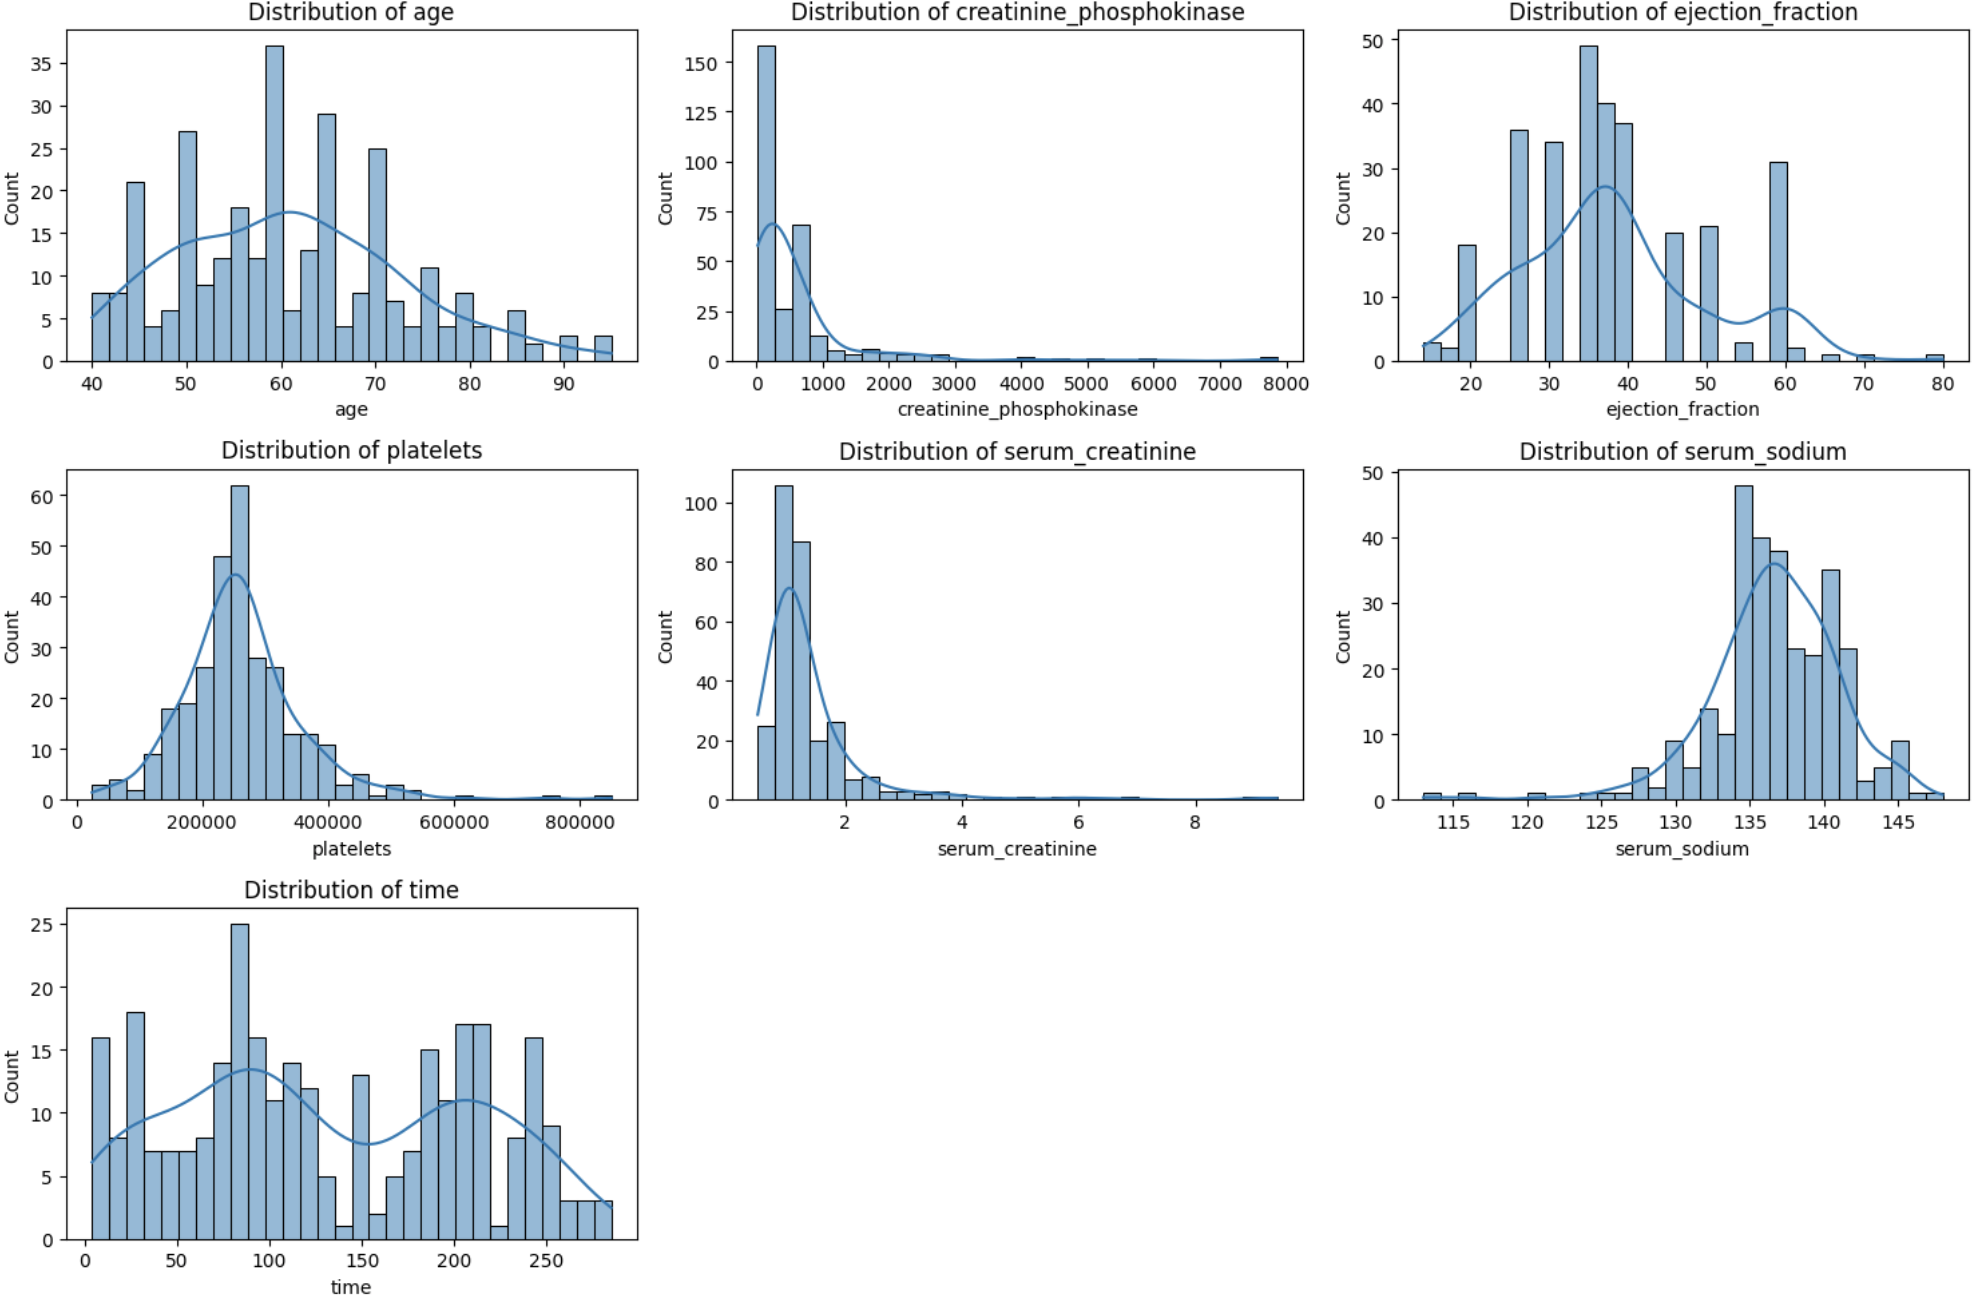 Distribution of age
35
30
25
20
15
10
5
0
Count
40 50 60 70 80 90
age
Distribution of creatinine_phosphokinase
150
125
100
75
50
25
0
Count
0 1000 2000 3000 4000 5000 6000 7000 8000
creatinine_phosphokinase
Distribution of ejection_fraction
50
40
30
20
10
0
Count
20 30 40 50 60 70 80
ejection_fraction
Distribution of platelets
60
50
40
30
20
10
0
Count
0 200000 400000 600000 800000
platelets
Distribution of serum_creatinine
100
80
60
40
20
0
Count
2 4 6 8
serum_creatinine
Distribution of serum_sodium
50
40
30
20
10
0
Count
115 120 125 130 135 140 145
serum_sodium
Distribution of time
25
20
15
10
5
0
Count
0 50 100 150 200 250
time